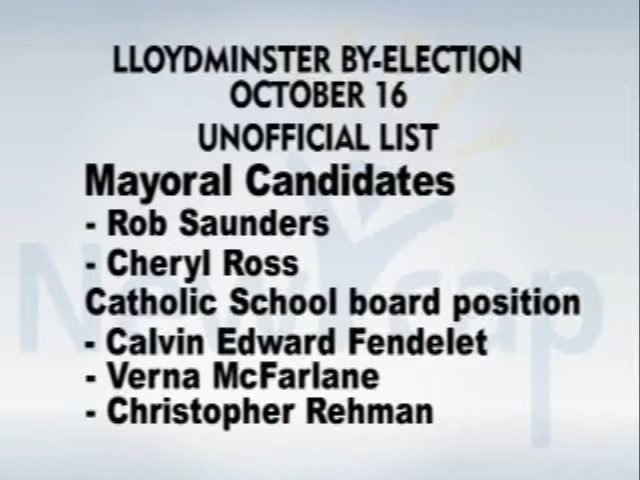 LLOYDMINSTER BY-ELECTION
OCTOBER 16
UNOFFICIAL LIST
Mayoral Candidates
- Rob Saunders
- Cheryl Ross
Catholic School board position
- Calvin Edward Fendelet
- Verna McFarlane
- Christopher Rehman
Newcap